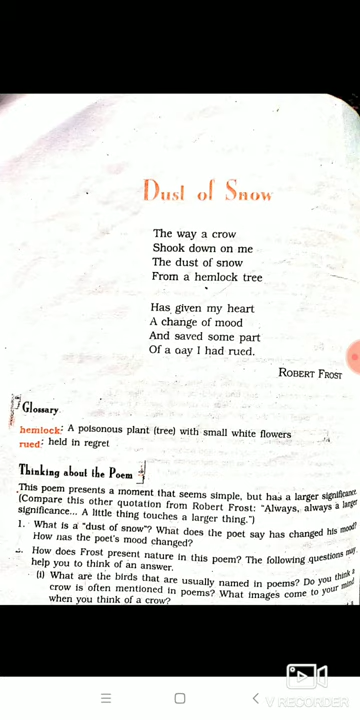 Dust of Snow
The way a crow
Shook down on me
The dust of snow
From a hemlock tree
Has given my heart
A change of mood
And saved some part
Of a day I had rued.
ROBERT FROST
Glossary
hemlock: A poisonous plant (tree) with small white flowers
rued: held in regret
Thinking about the Poem
This poem presents a moment that seems simple, but has a larger significance.
(Compare this other quotation from Robert Frost: "Always, always a larger
significance... A little thing touches a larger thing.")
1. What is a "dust of snow"? What does the poet say has changed his mood?
How has the poet's mood changed?
2. How does Frost present nature in this poem? The following questions may
help you to think of an answer.
(i) What are the birds that are usually named in poems? Do you think a
crow is often mentioned in poems? What images come to your mind
when you think of a crow?
V RECORDER